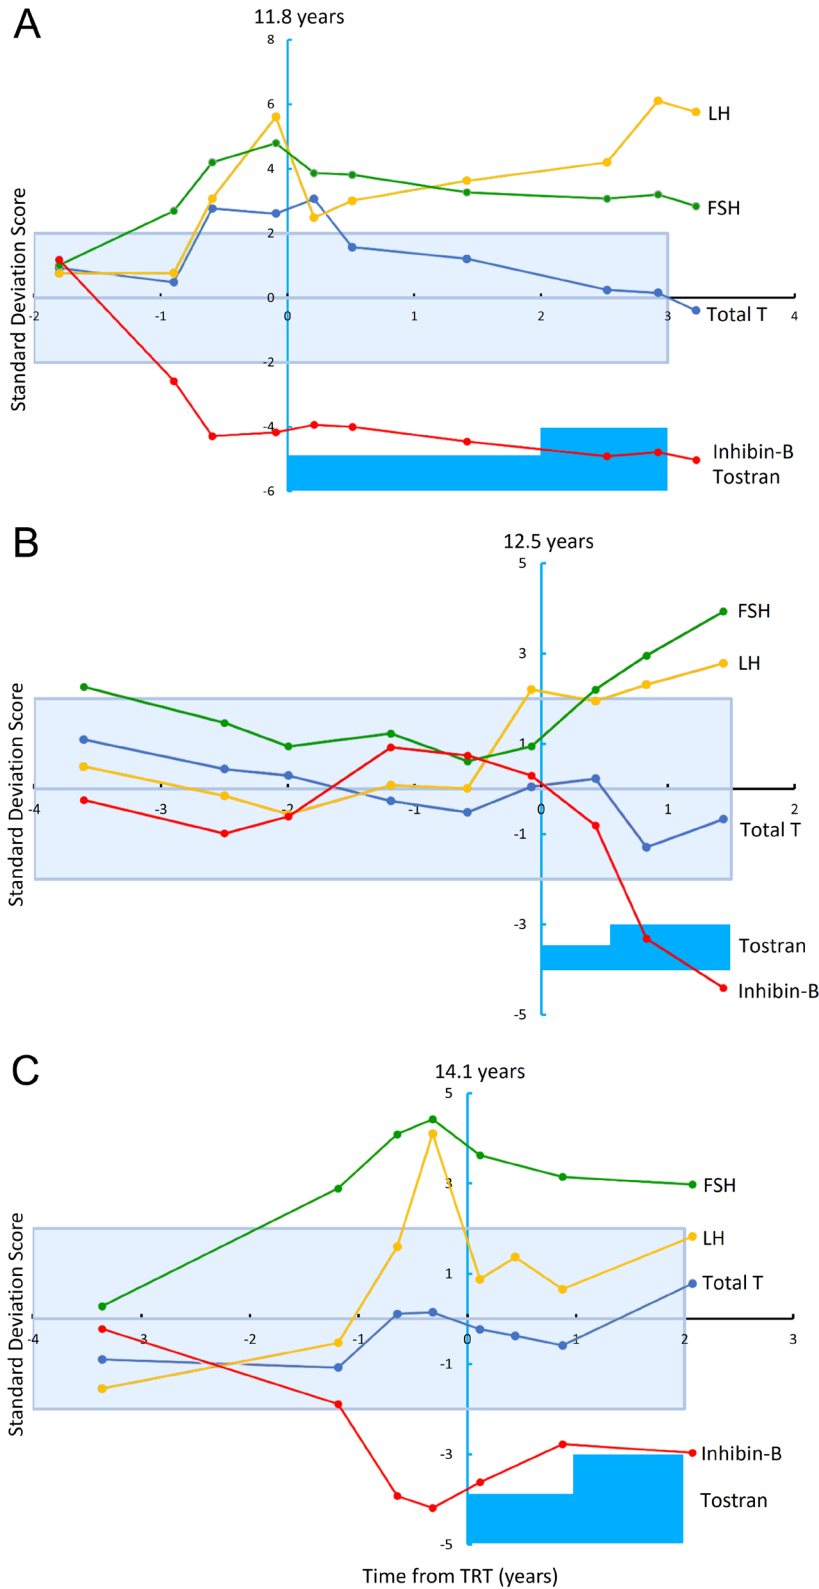 A
11.8 years
8
6
LH
4
FSH
2
Standard Deviation Score
0
-2 -1 0 1 2 3 4
Total T
-2
-4
Inhibin-B
Tostran
-6
B
12.5 years
5
FSH
3
LH
1
Standard Deviation Score
-4 -3 -2 -1 0 1 2
Total T
-1
-3
Tostran
Inhibin-B
-5
C
14.1 years
5
3
FSH
LH
1
Total T
Standard Deviation Score
-4 -3 -2 -1 0 1 2 3
-1
-3
Inhibin-B
Tostran
-5
Time from TRT (years)